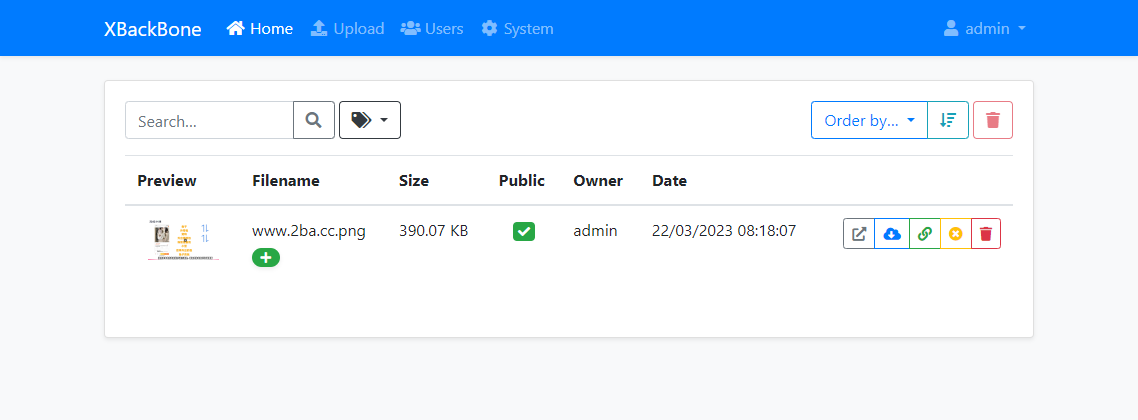 XBackBone Home Upload Users System admin
Search... Order by...
Preview Filename Size Public Owner Date
www.2ba.cc.png 390.07 KB admin 22/03/2023 08:18:07